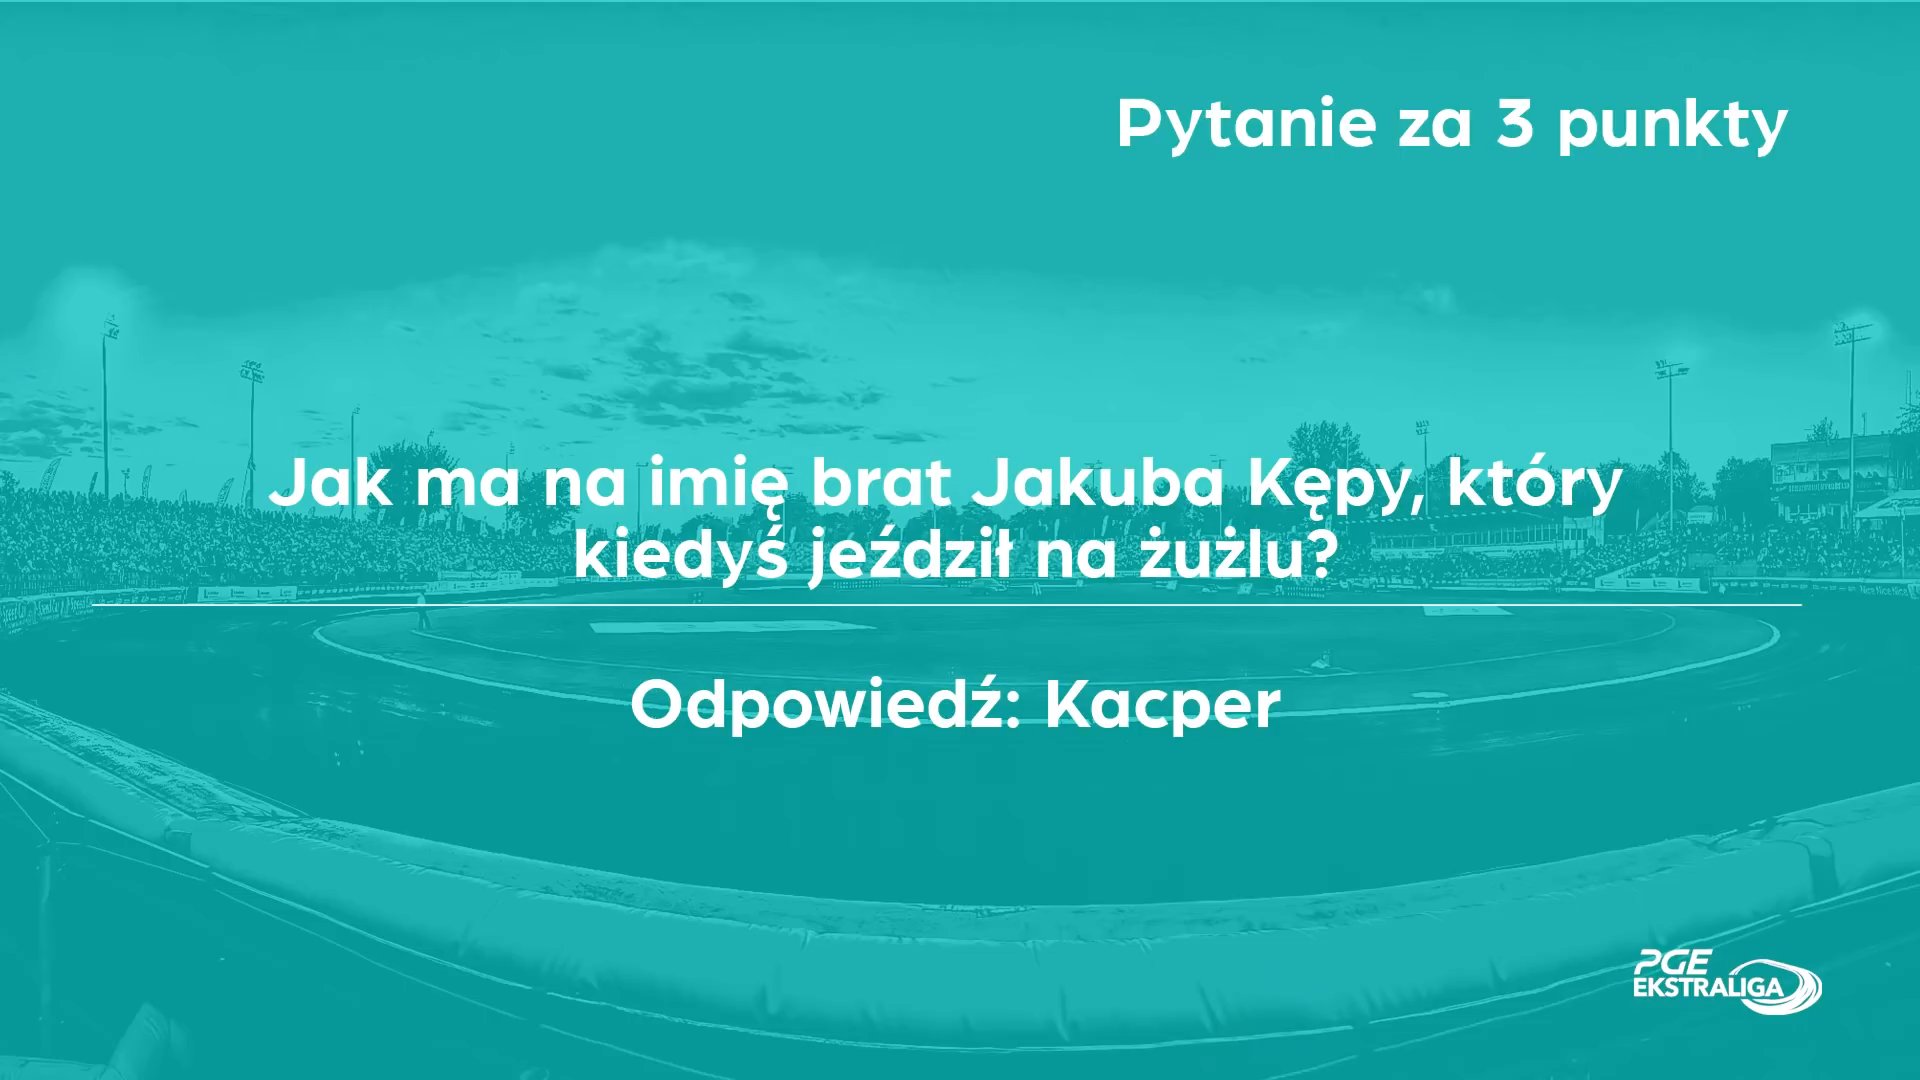 Pytanie za 3 punkty
Jak ma na imię brat Jakuba Kępy, który
kiedyś jeździł na żużlu?
Odpowiedź: Kacper
PGE
EKSTRALIGA